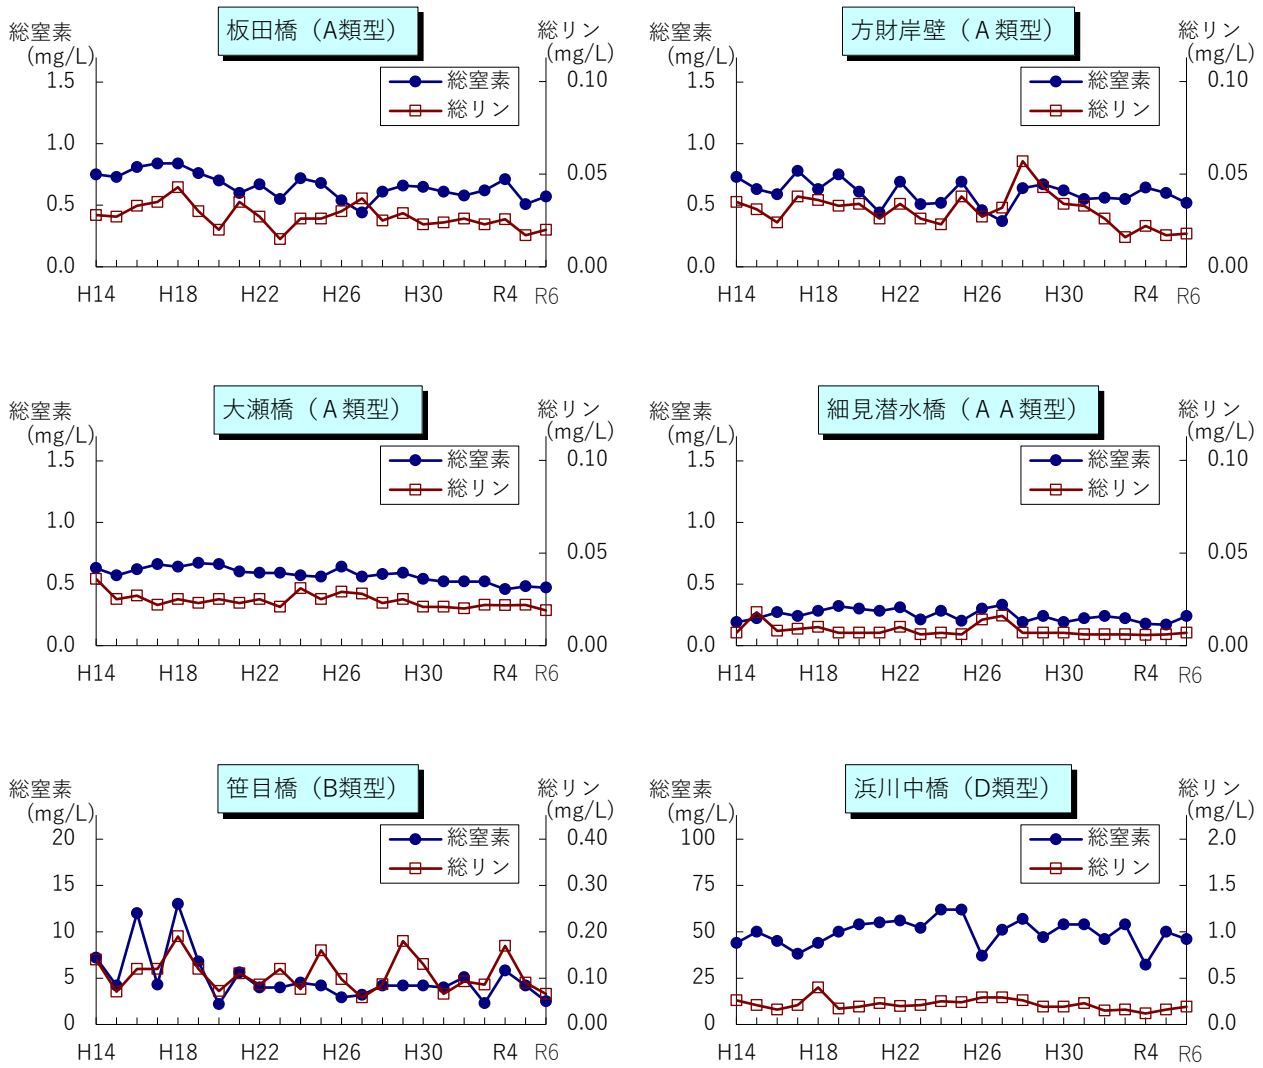 板田橋（A類型）
総窒素
(mg/L)
総リン
(mg/L)
総窒素
総リン
1.5
1.0
0.5
0.0
0.10
0.05
0.00
H14 H18 H22 H26 H30 R4 R6
方財岸壁（Ａ類型）
総窒素
(mg/L)
総リン
(mg/L)
総窒素
総リン
1.5
1.0
0.5
0.0
0.10
0.05
0.00
H14 H18 H22 H26 H30 R4 R6
大瀬橋（Ａ類型）
総窒素
(mg/L)
総リン
(mg/L)
総窒素
総リン
1.5
1.0
0.5
0.0
0.10
0.05
0.00
H14 H18 H22 H26 H30 R4 R6
細見潜水橋（ＡＡ類型）
総窒素
(mg/L)
総リン
(mg/L)
総窒素
総リン
1.5
1.0
0.5
0.0
0.10
0.05
0.00
H14 H18 H22 H26 H30 R4 R6
笹目橋（B類型）
総窒素
(mg/L)
総リン
(mg/L)
総窒素
総リン
20
15
10
5
0
0.40
0.30
0.20
0.10
0.00
H14 H18 H22 H26 H30 R4 R6
浜川中橋（D類型）
総窒素
(mg/L)
総リン
(mg/L)
総窒素
総リン
100
75
50
25
0
2.0
1.5
1.0
0.5
0.0
H14 H18 H22 H26 H30 R4 R6